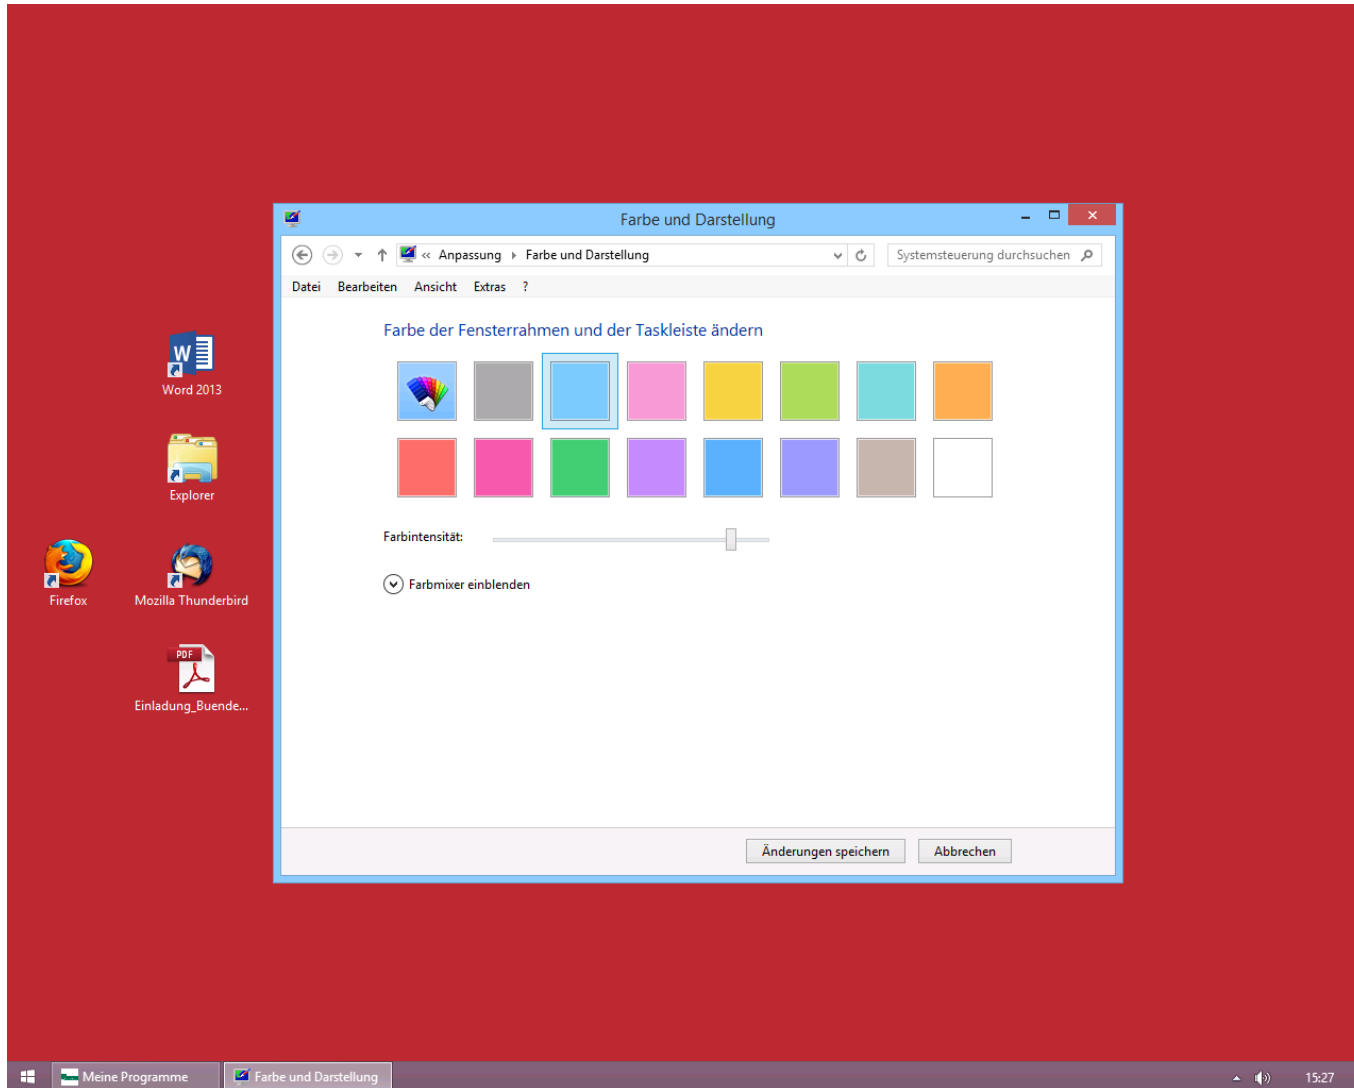 Farbe und Darstellung
« Anpassung Farbe und Darstellung
Systemsteuerung durchsuchen
Datei Bearbeiten Ansicht Extras ?
Farbe der Fensterrahmen und der Taskleiste ändern
Word 2013
Explorer
Farbintensität:
Farbmixer einblenden
Firefox
Mozilla Thunderbird
PDF
Einladung_Buende...
Änderungen speichern
Abbrechen
Meine Programme
Farbe und Darstellung
15:27